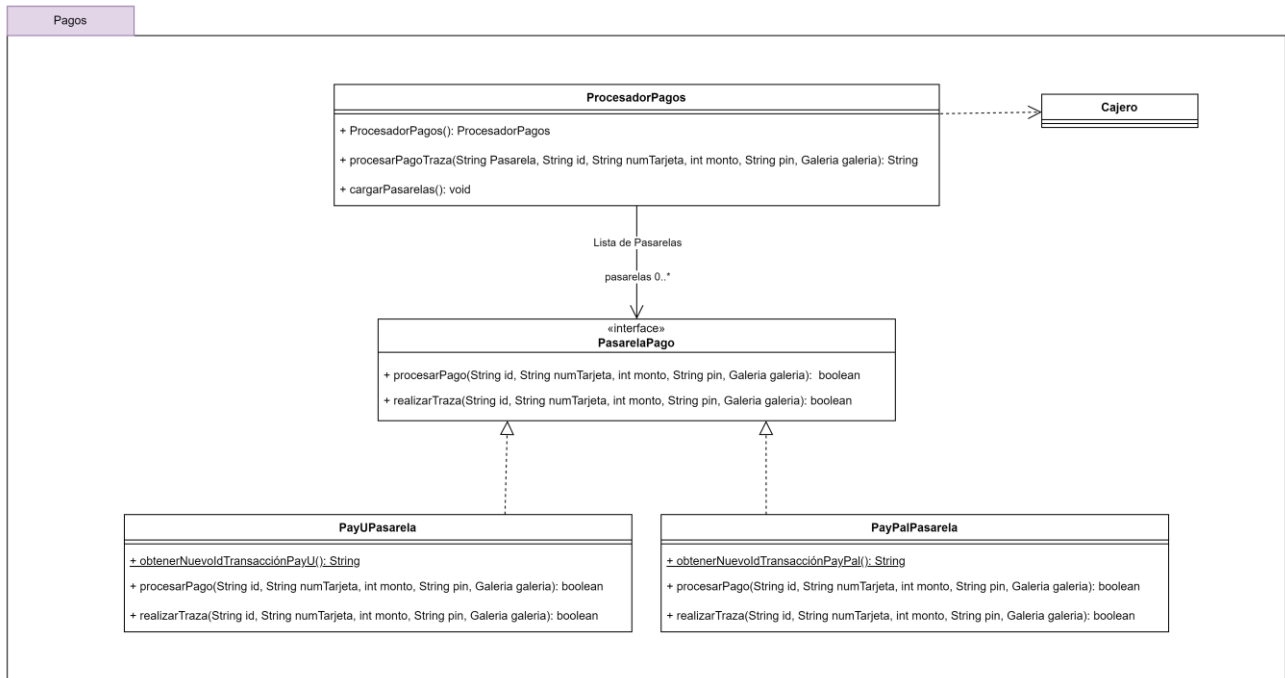 Pagos
ProcesadorPagos
+ ProcesadorPagos(): ProcesadorPagos
+ procesarPagoTraza(String Pasarela, String id, String numTarjeta, int monto, String pin, Galeria galeria): String
+ cargarPasarelas(): void
Cajero
Lista de Pasarelas
pasarelas 0..*
«interface»
PasarelaPago
+ procesarPago(String id, String numTarjeta, int monto, String pin, Galeria galeria): boolean
+ realizarTraza(String id, String numTarjeta, int monto, String pin, Galeria galeria): boolean
PayUPasarela
+ obtenerNuevoIdTransacciónPayU(): String
+ procesarPago(String id, String numTarjeta, int monto, String pin, Galeria galeria): boolean
+ realizarTraza(String id, String numTarjeta, int monto, String pin, Galeria galeria): boolean
PayPalPasarela
+ obtenerNuevoIdTransacciónPayPal(): String
+ procesarPago(String id, String numTarjeta, int monto, String pin, Galeria galeria): boolean
+ realizarTraza(String id, String numTarjeta, int monto, String pin, Galeria galeria): boolean